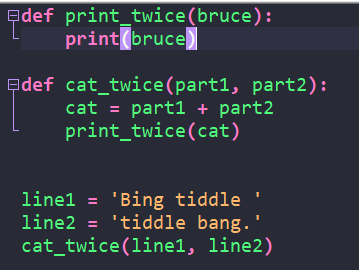 def print_twice(bruce):
    print(bruce)
def cat_twice(part1, part2):
    cat = part1 + part2
    print_twice(cat)
line1 = 'Bing tiddle '
line2 = 'tiddle bang.'
cat_twice(line1, line2)